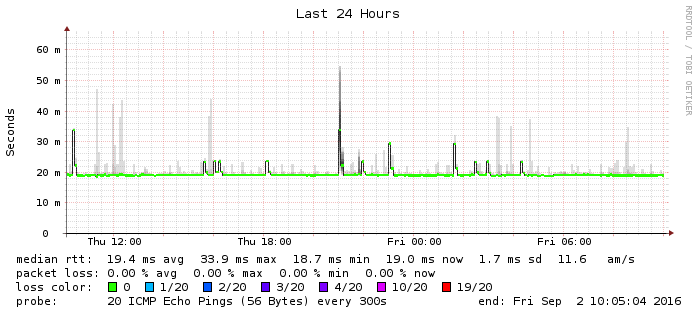 Last 24 Hours
RRDTOOL / TOBI OETIKER
Seconds
60 m
50 m
40 m
30 m
20 m
10 m
0
Thu 12:00 Thu 18:00 Fri 00:00 Fri 06:00
median rtt: 19.4 ms avg 33.9 ms max 18.7 ms min 19.0 ms now 1.7 ms sd 11.6 am/s
packet loss: 0.00 % avg 0.00 % max 0.00 % min 0.00 % now
loss color: 0 1/20 2/20 3/20 4/20 10/20 19/20
probe: 20 ICMP Echo Pings (56 Bytes) every 300s end: Fri Sep 2 10:05:04 2016